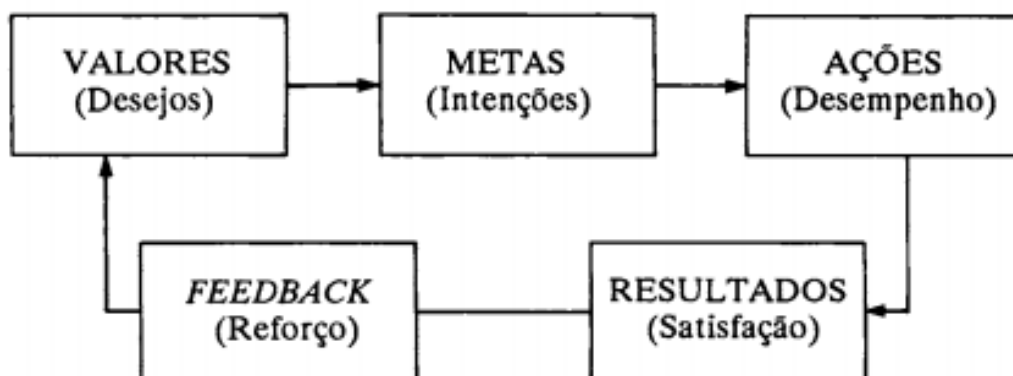 VALORES
(Desejos)
METAS
(Intenções)
AÇÕES
(Desempenho)
FEEDBACK
(Reforço)
RESULTADOS
(Satisfação)